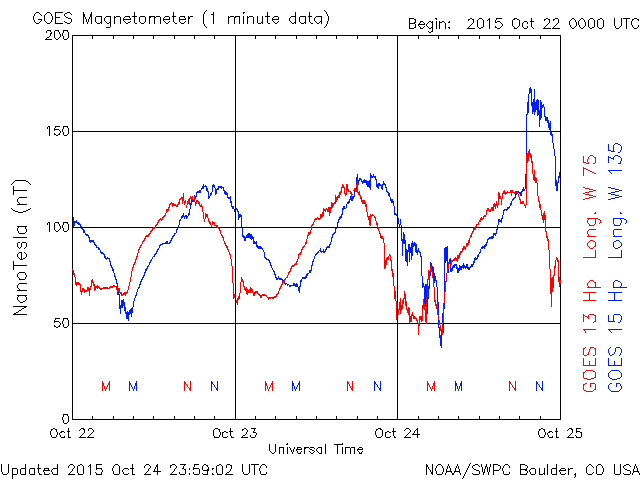 GOES Magnetometer (1 minute data)
Begin: 2015 Oct 22 0000 UTC
200
150
100
50
0
NanoTesla (nT)
M M N N M M N N M M N N
Oct 22 Oct 23 Oct 24 Oct 25
Universal Time
GOES 13 Hp Long. W 75
GOES 15 Hp Long. W 135
Updated 2015 Oct 24 23:59:02 UTC
NOAA/SWPC Boulder, CO USA